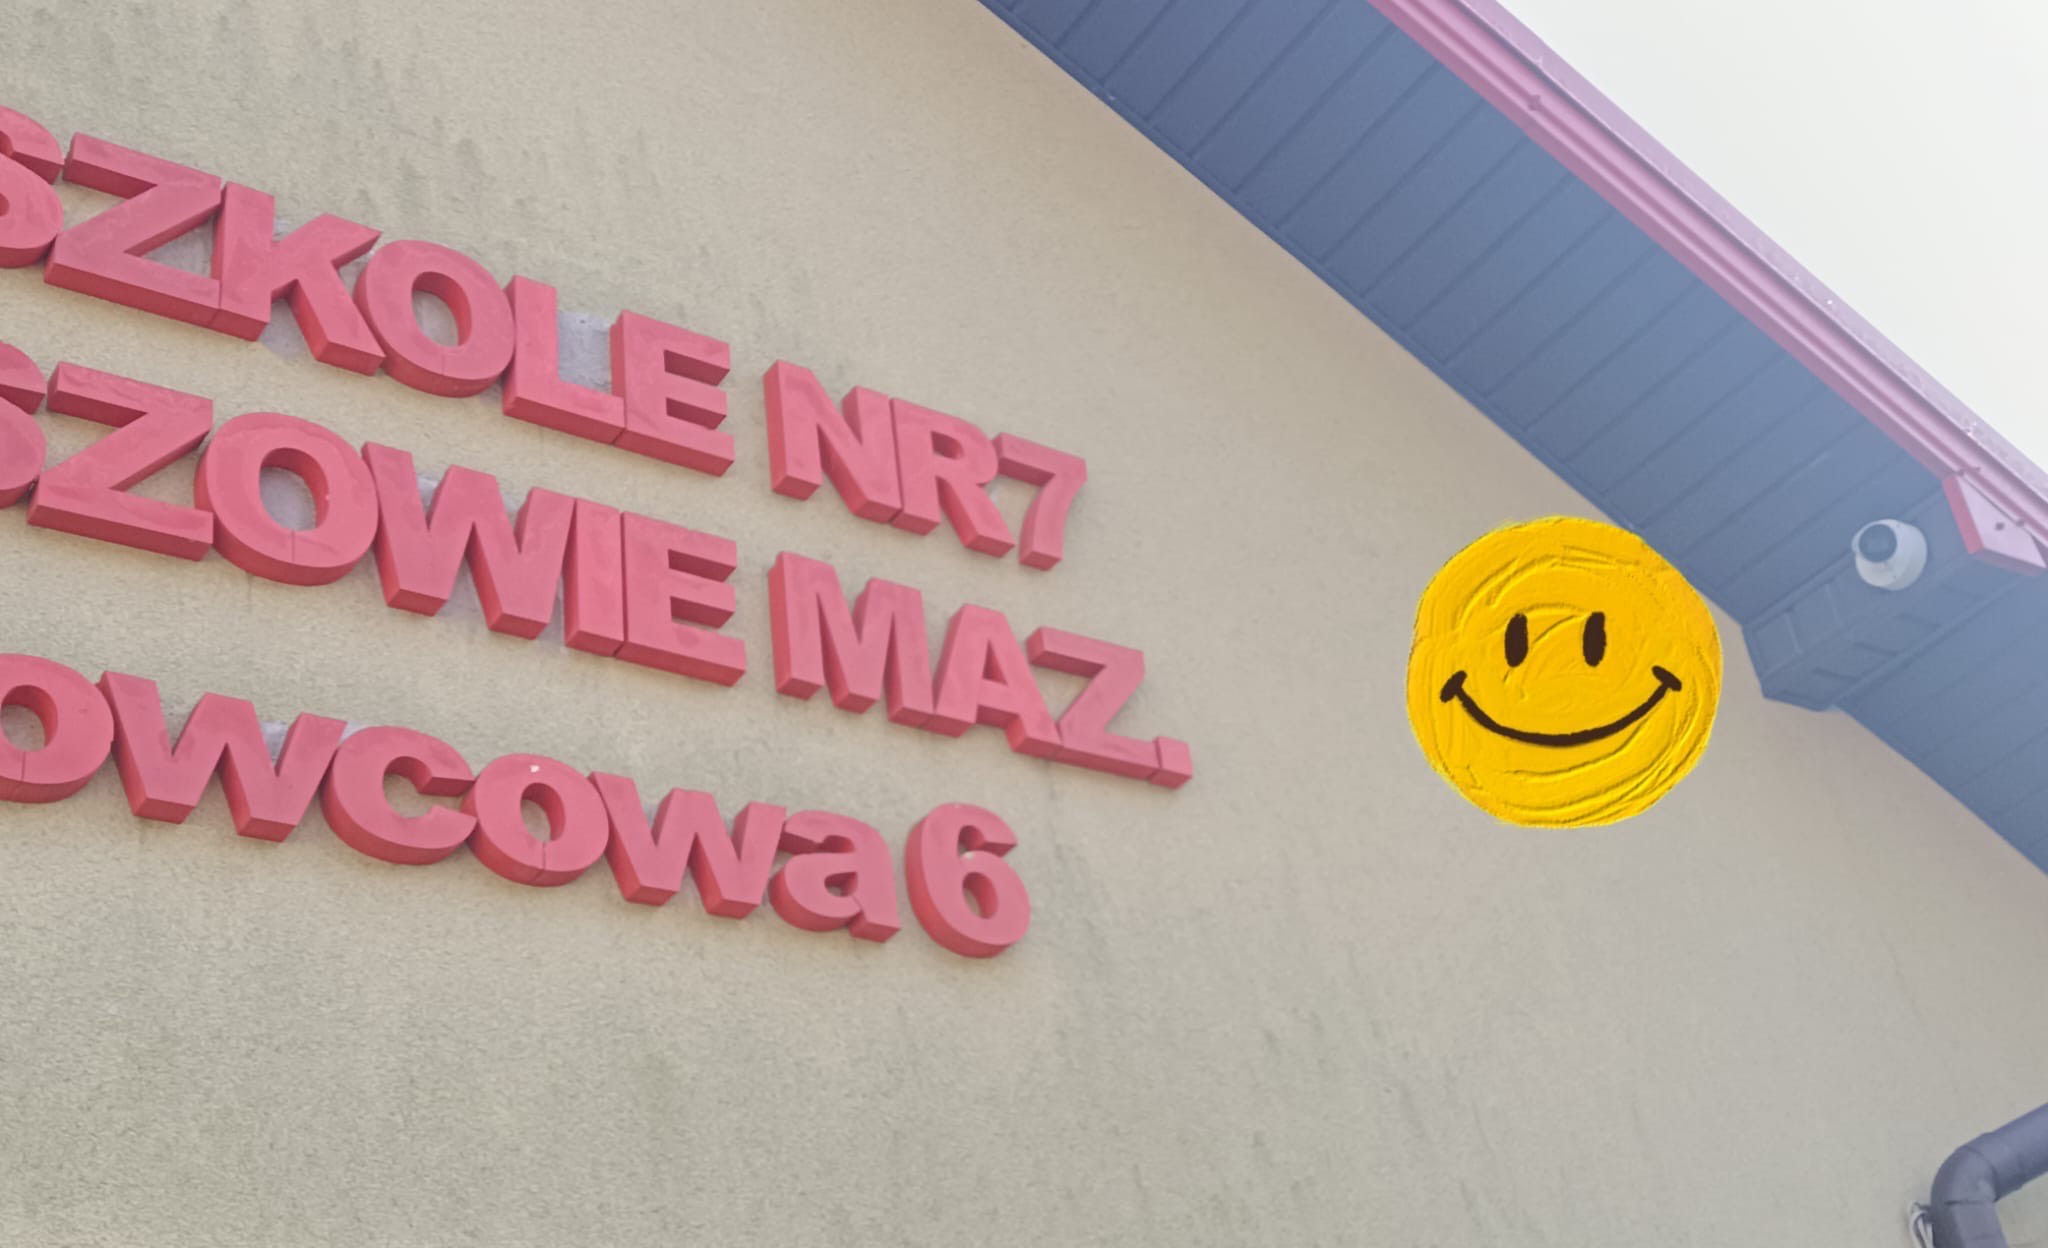 SZKOLE NR7
SZOWIE MAZ.
owcowa 6